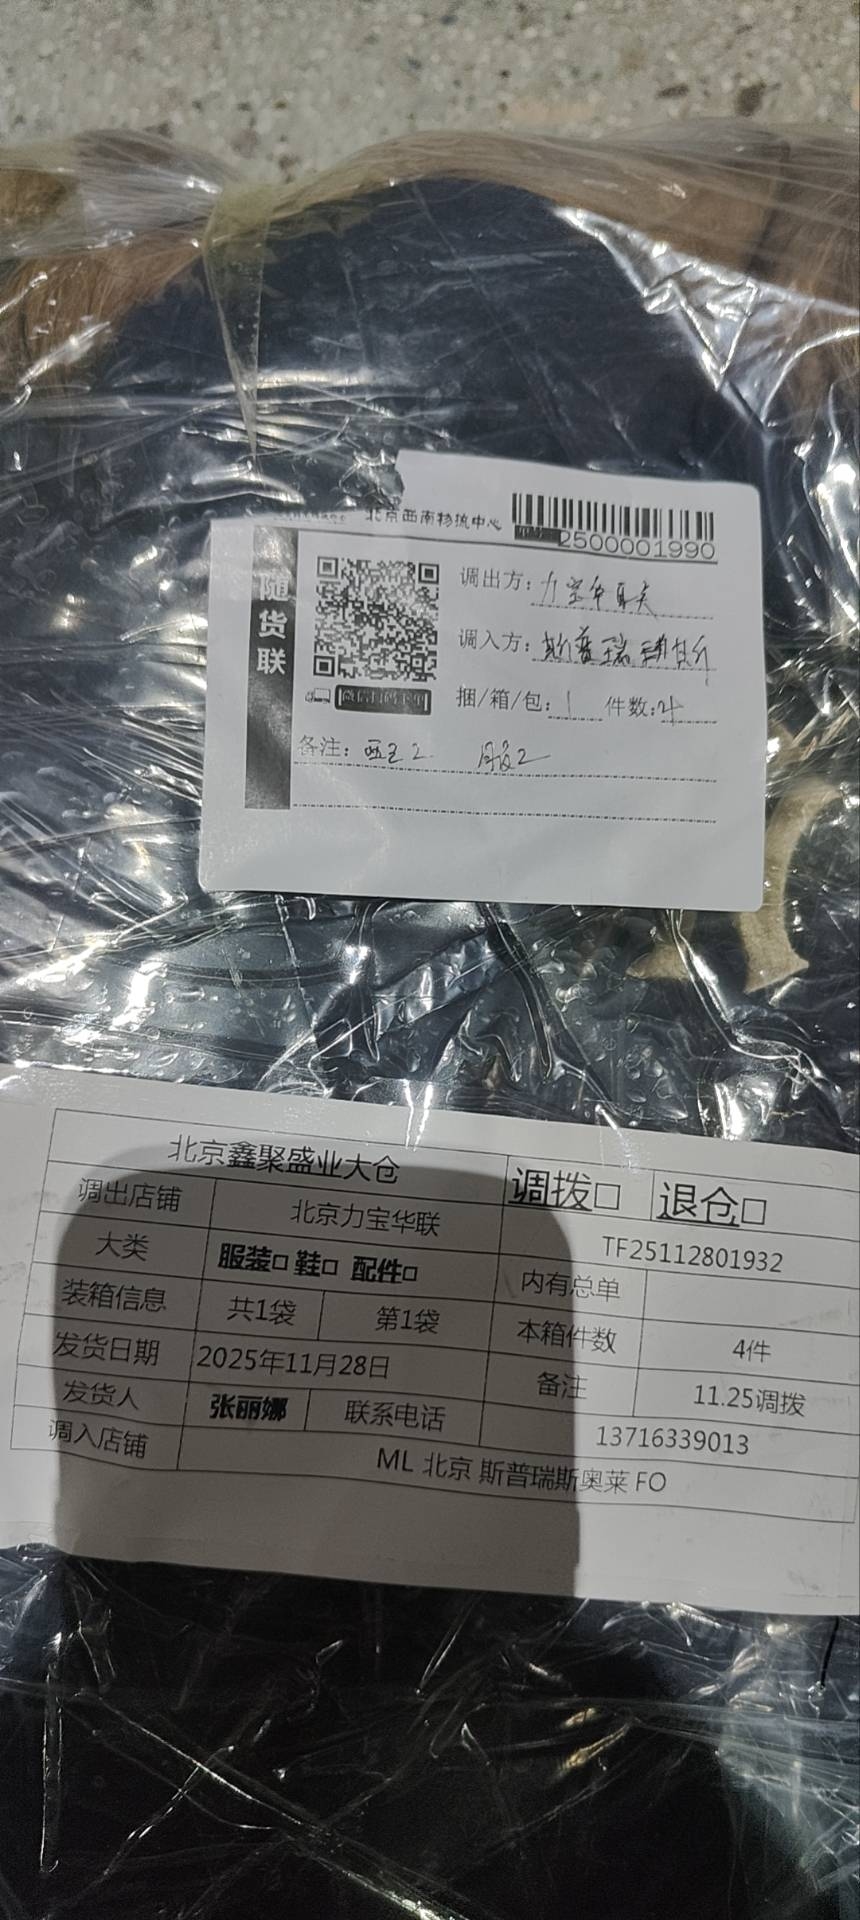 北京西南物流中心
2500001990
随货联
调出方：力宝华
调入方：斯普瑞斯
捆/箱/包：1 件数：4
备注： 2 2
北京鑫聚盛业大仓 调拨□ 退仓□
调出店铺 北京力宝华联 TF25112801932
大类 服装□ 鞋□ 配件□ 内有总单
装箱信息 共1袋 第1袋 本箱件数 4件
发货日期 2025年11月28日 备注 11.25调拨
发货人 张丽娜 联系电话 13716339013
调入店铺 ML 北京 斯普瑞斯奥莱 FO